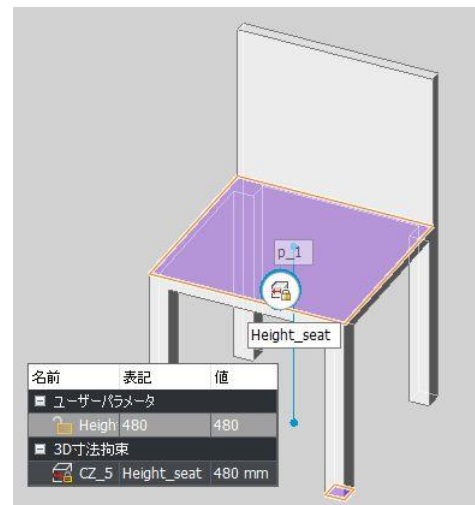 p_1
Height_seat
名前 表記 値
ユーザーパラメータ
Heigh 480 480
3D寸法拘束
CZ_5 Height_seat 480 mm